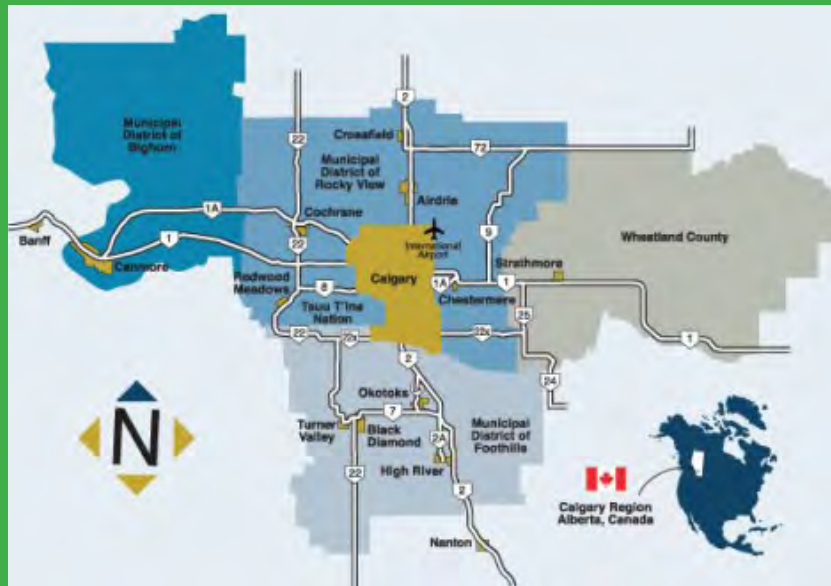 2
Crossfield
22
72
Municipal
District of
Bighorn
Municipal
District of
Rocky View
Airdrie
1A
Cochrane
9
International
Airport
Wheatland County
Banff
1
22
Canmore
Calgary
Strathmore
1A
1
Redwood
Meadows
8
Chestermere
Tsuu T'ina
Nation
25
22
22x
22x
1
2
24
Okotoks
7
N
Turner
Valley
Black
Diamond
2A
Municipal
District of
Foothills
22
High River
2
Calgary Region
Alberta, Canada
Nanton